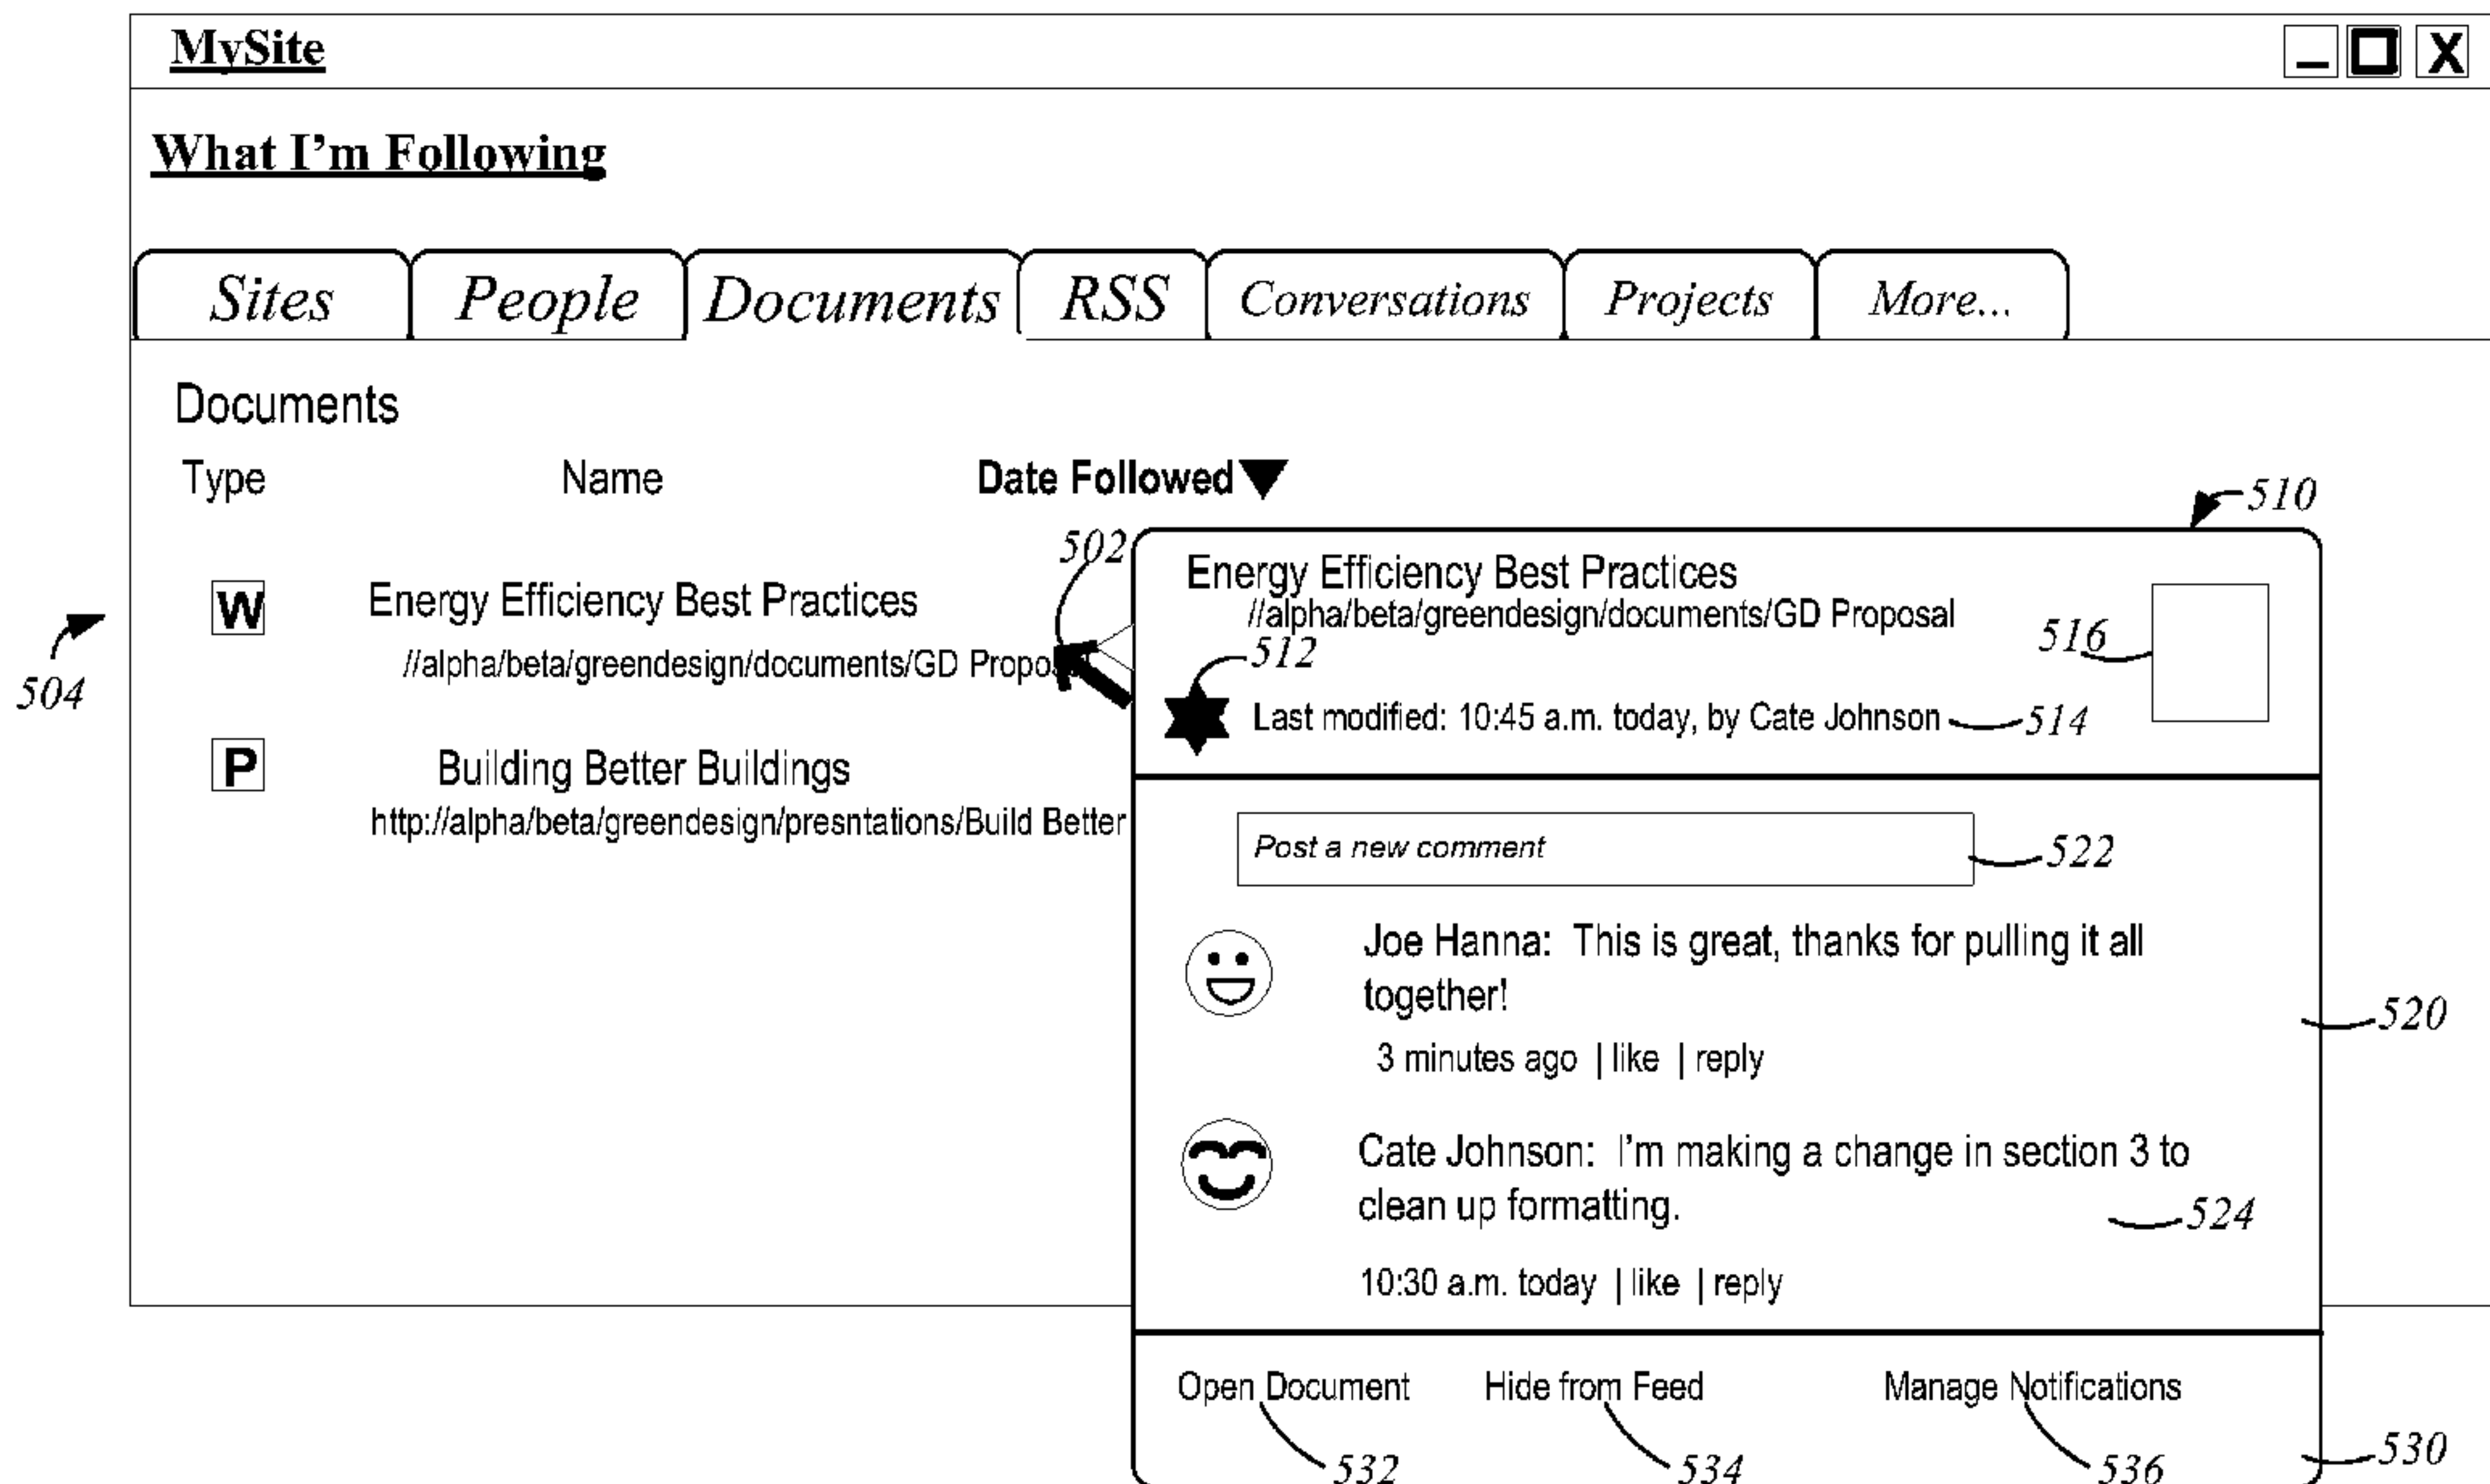 MySite
X
What I'm Following
Sites People Documents RSS Conversations Projects More...
Documents
Type Name Date Followed
510
502
Energy Efficiency Best Practices
//alpha/beta/greendesign/documents/GD Proposal
516
512
Last modified: 10:45 a.m. today, by Cate Johnson
514
W
Energy Efficiency Best Practices
//alpha/beta/greendesign/documents/GD
504
P
Building Better Buildings
http://alpha/beta/greendesign/presntations/Build Better
Post a new comment
522
Joe Hanna: This is great, thanks for pulling it all
together!
520
3 minutes ago | like | reply
Cate Johnson: I'm making a change in section 3 to
clean up formatting.
524
10:30 a.m. today | like | reply
Open Document Hide from Feed Manage Notifications
532 534 536 530